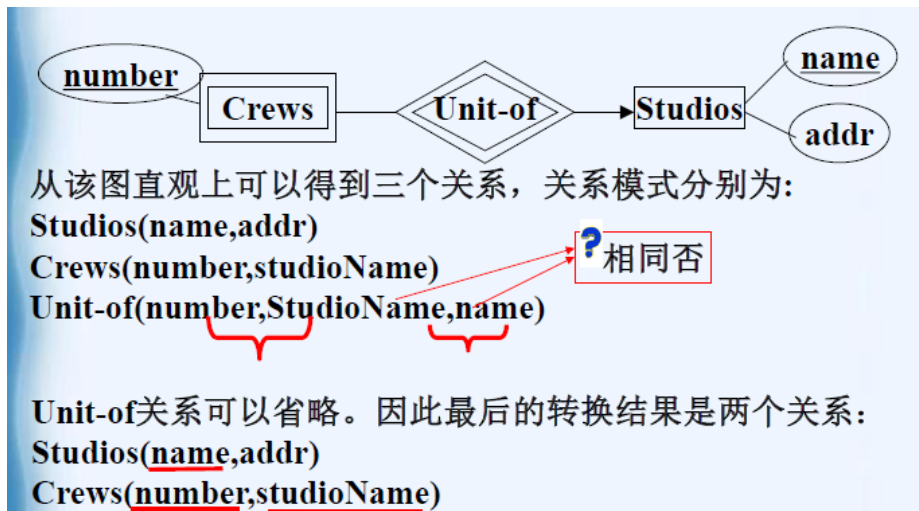 number
name
Crews
Unit-of
Studios
addr
从该图直观上可以得到三个关系，关系模式分别为:
Studios(name,addr)
Crews(number,studioName)
?相同否
Unit-of(number,StudioName,name)
Unit-of关系可以省略。因此最后的转换结果是两个关系：
Studios(name,addr)
Crews(number,studioName)